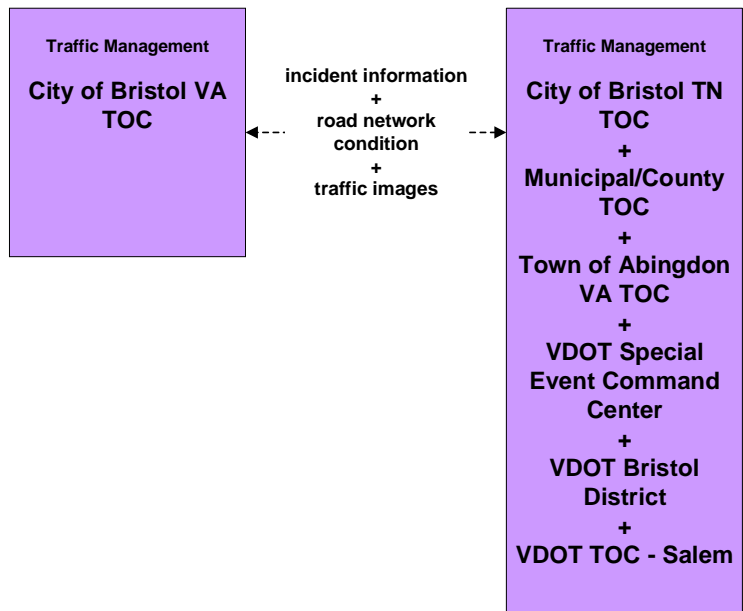 Traffic Management
City of Bristol VA
TOC
incident information
+
road network
condition
+
traffic images
Traffic Management
City of Bristol TN
TOC
+
Municipal/County
TOC
+
Town of Abingdon
VA TOC
+
VDOT Special
Event Command
Center
+
VDOT Bristol
District
+
VDOT TOC - Salem